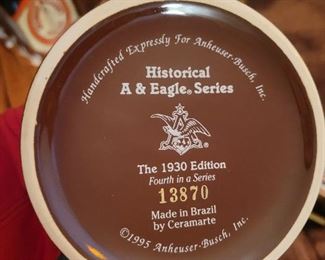 Handcrafted Expressly For Anheuser-Busch, Inc.
Historical
A & Eagle® Series
The 1930 Edition
Fourth in a Series
13870
Made in Brazil
by Ceramarte
©1995 Anheuser-Busch, Inc.